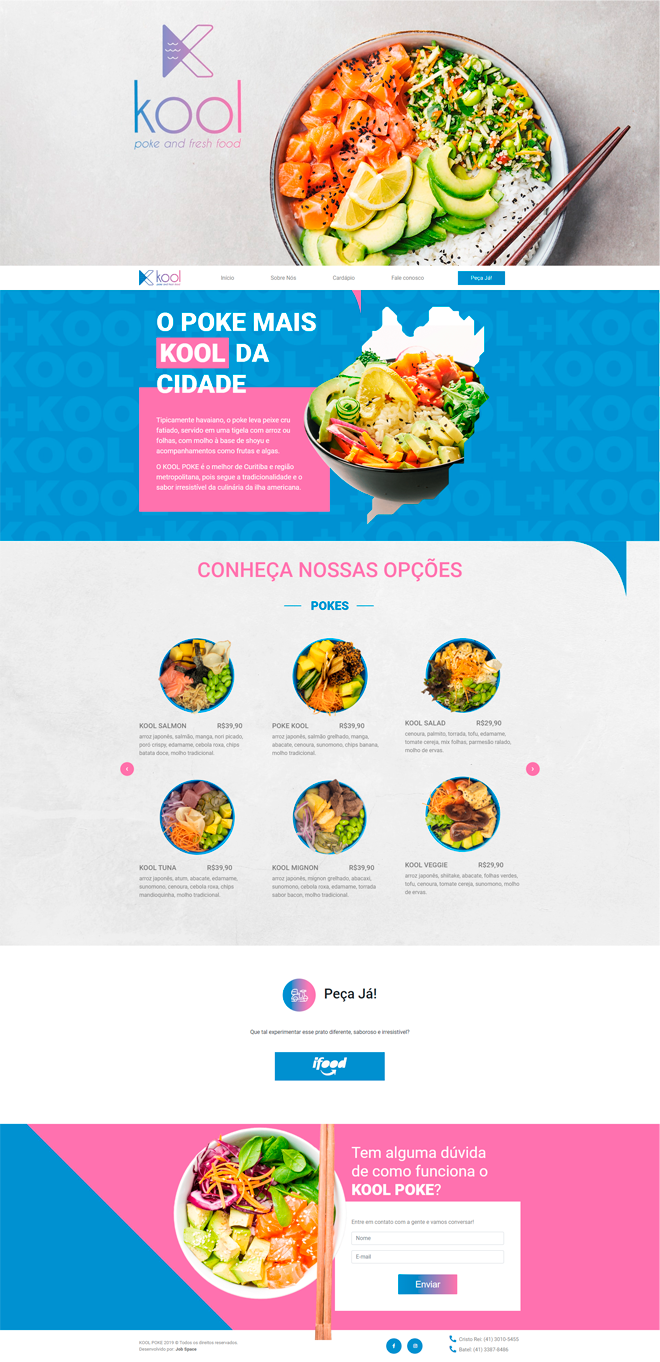 kool
poke and fresh food
kool
Início
Sobre Nós
Cardápio
Fale conosco
Peça Já!
O POKE MAIS
KOOL DA
CIDADE
Tipicamente havaiano, o poke leva peixe cru
fatiado, servido em uma tigela com arroz ou
folhas, com molho à base de shoyu e
acompanhamentos como frutas e algas.
O KOOL POKE é o melhor de Curitiba e região
metropolitana, pois segue a tradicionalidade e o
sabor irresistível da culinária da ilha americana.
CONHEÇA NOSSAS OPÇÕES
POKES
KOOL SALMON R$39,90
arroz japonês, salmão, manga, nori picado,
poró crispy, edamame, cebola roxa, chips
batata doce, molho tradicional.
POKE KOOL R$39,90
arroz japonês, salmão grelhado, manga,
abacate, cenoura, sunomono, chips banana,
molho tradicional.
KOOL SALAD R$29,90
cenoura, palmito, torrada, tofu, edamame,
tomate cereja, mix folhas, parmesão ralado,
molho de ervas.
KOOL TUNA R$39,90
arroz japonês, atum, abacate, edamame,
sunomono, cenoura, cebola roxa, chips
mandioquinha, molho tradicional.
KOOL MIGNON R$39,90
arroz japonês, mignon grelhado, abacaxi,
sunomono, cebola roxa, edamame, torrada
sabor bacon, molho tradicional.
KOOL VEGGIE R$29,90
arroz japonês, shiitake, abacate, folhas verdes,
tofu, cenoura, tomate cereja, sunomono, molho
de ervas.
Peça Já!
Que tal experimentar esse prato diferente, saboroso e irresistível?
ifood
Tem alguma dúvida
de como funciona o
KOOL POKE?
Entre em contato com a gente e vamos conversar!
Nome
E-mail
Enviar
KOOL POKE 2019 © Todos os direitos reservados.
Desenvolvido por Job Space
Cristo Rei: (41) 3010-5455
Batel: (41) 3387-8486